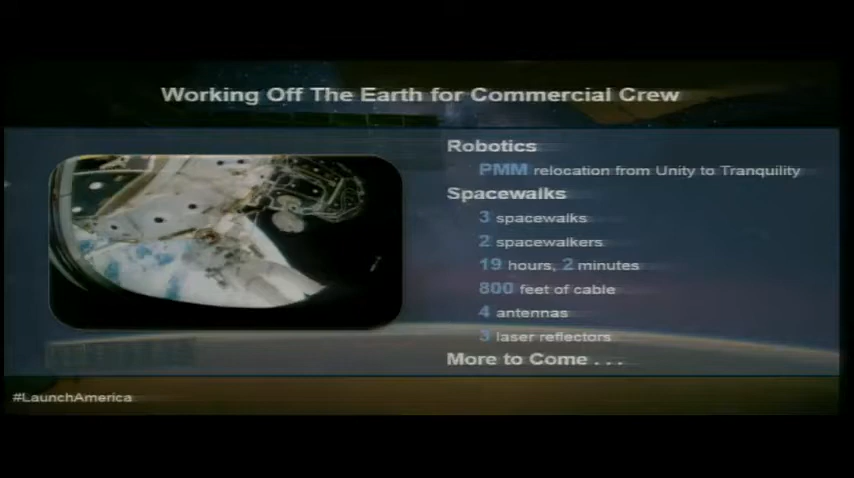 Working Off The Earth for Commercial Crew
Robotics
PMM relocation from Unity to Tranquility
Spacewalks
3 spacewalks
2 spacewalkers
19 hours, 2 minutes
800 feet of cable
4 antennas
3 laser reflectors
More to Come . . .
#LaunchAmerica